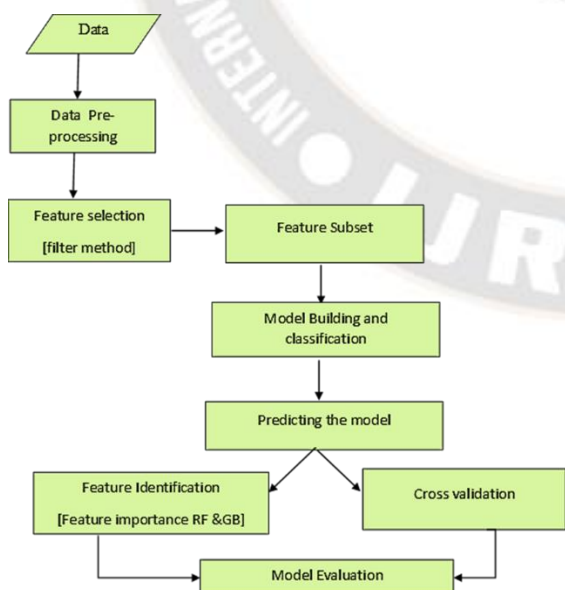 Data
Data Pre-
processing
Feature selection
[filter method]
Feature Subset
Model Building and
classification
Predicting the model
Feature Identification
[Feature importance RF &GB]
Cross validation
Model Evaluation